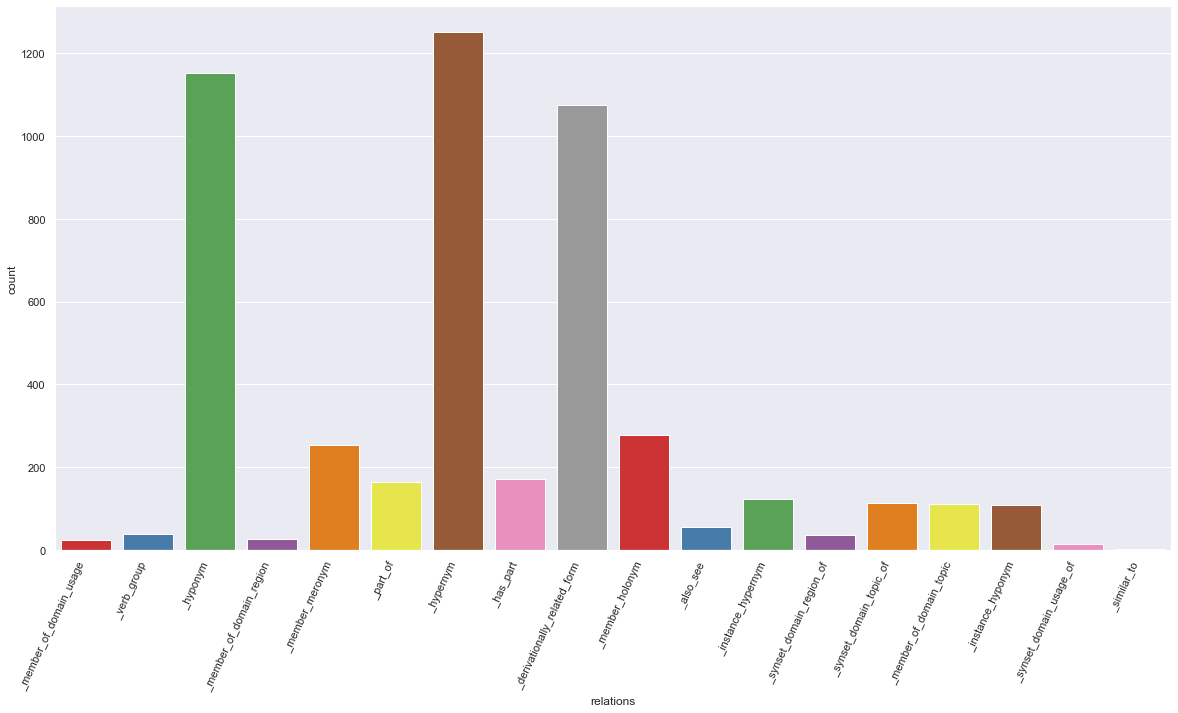 1200
1000
800
600
400
200
0
count
_member_of_domain_usage
_verb_group
_hyponym
_member_of_domain_region
_member_meronym
_part_of
_hypernym
_has_part
_derivationally_related_form
_member_holonym
_also_see
_instance_hypernym
_synset_domain_region_of
_synset_domain_topic_of
_member_of_domain_topic
_instance_hyponym
_synset_domain_usage_of
_similar_to
relations